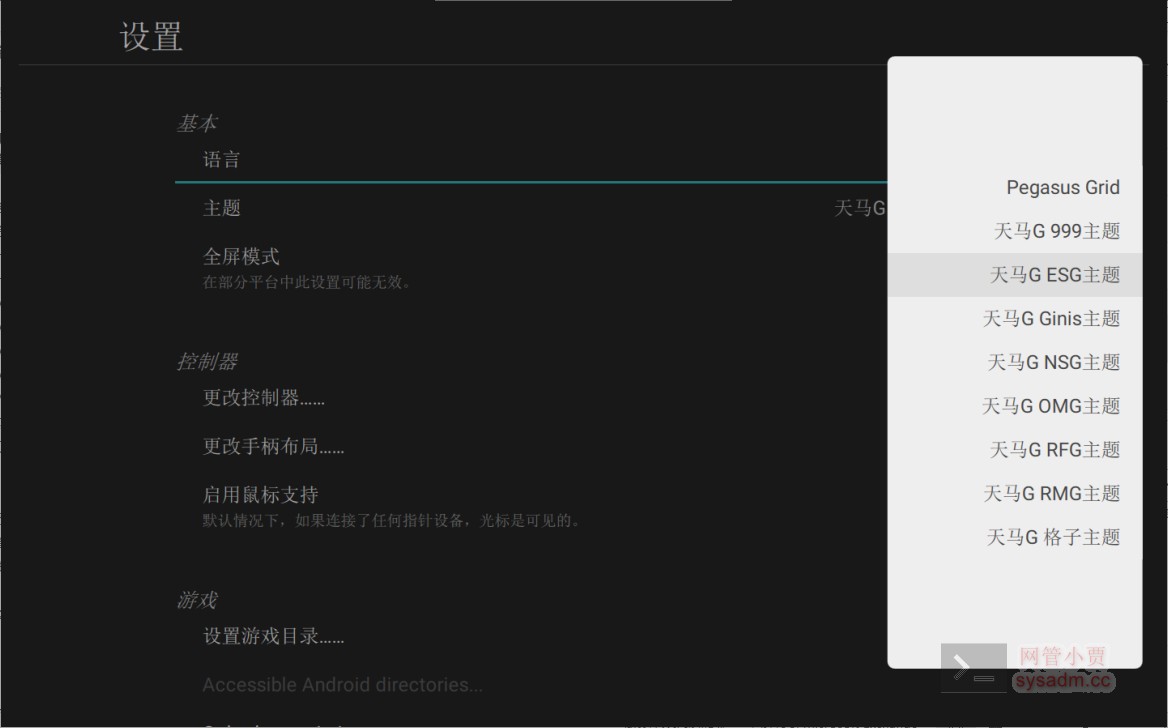 设置
基本
语言
主题
天马G
全屏模式
在部分平台中此设置可能无效。
控制器
更改控制器……
更改手柄布局……
启用鼠标支持
默认情况下，如果连接了任何指针设备，光标是可见的。
游戏
设置游戏目录……
Accessible Android directories...
Pegasus Grid
天马G 999主题
天马G ESG主题
天马G Ginis主题
天马G NSG主题
天马G OMG主题
天马G RFG主题
天马G RMG主题
天马G 格子主题
网管小贾
sysadm.cc